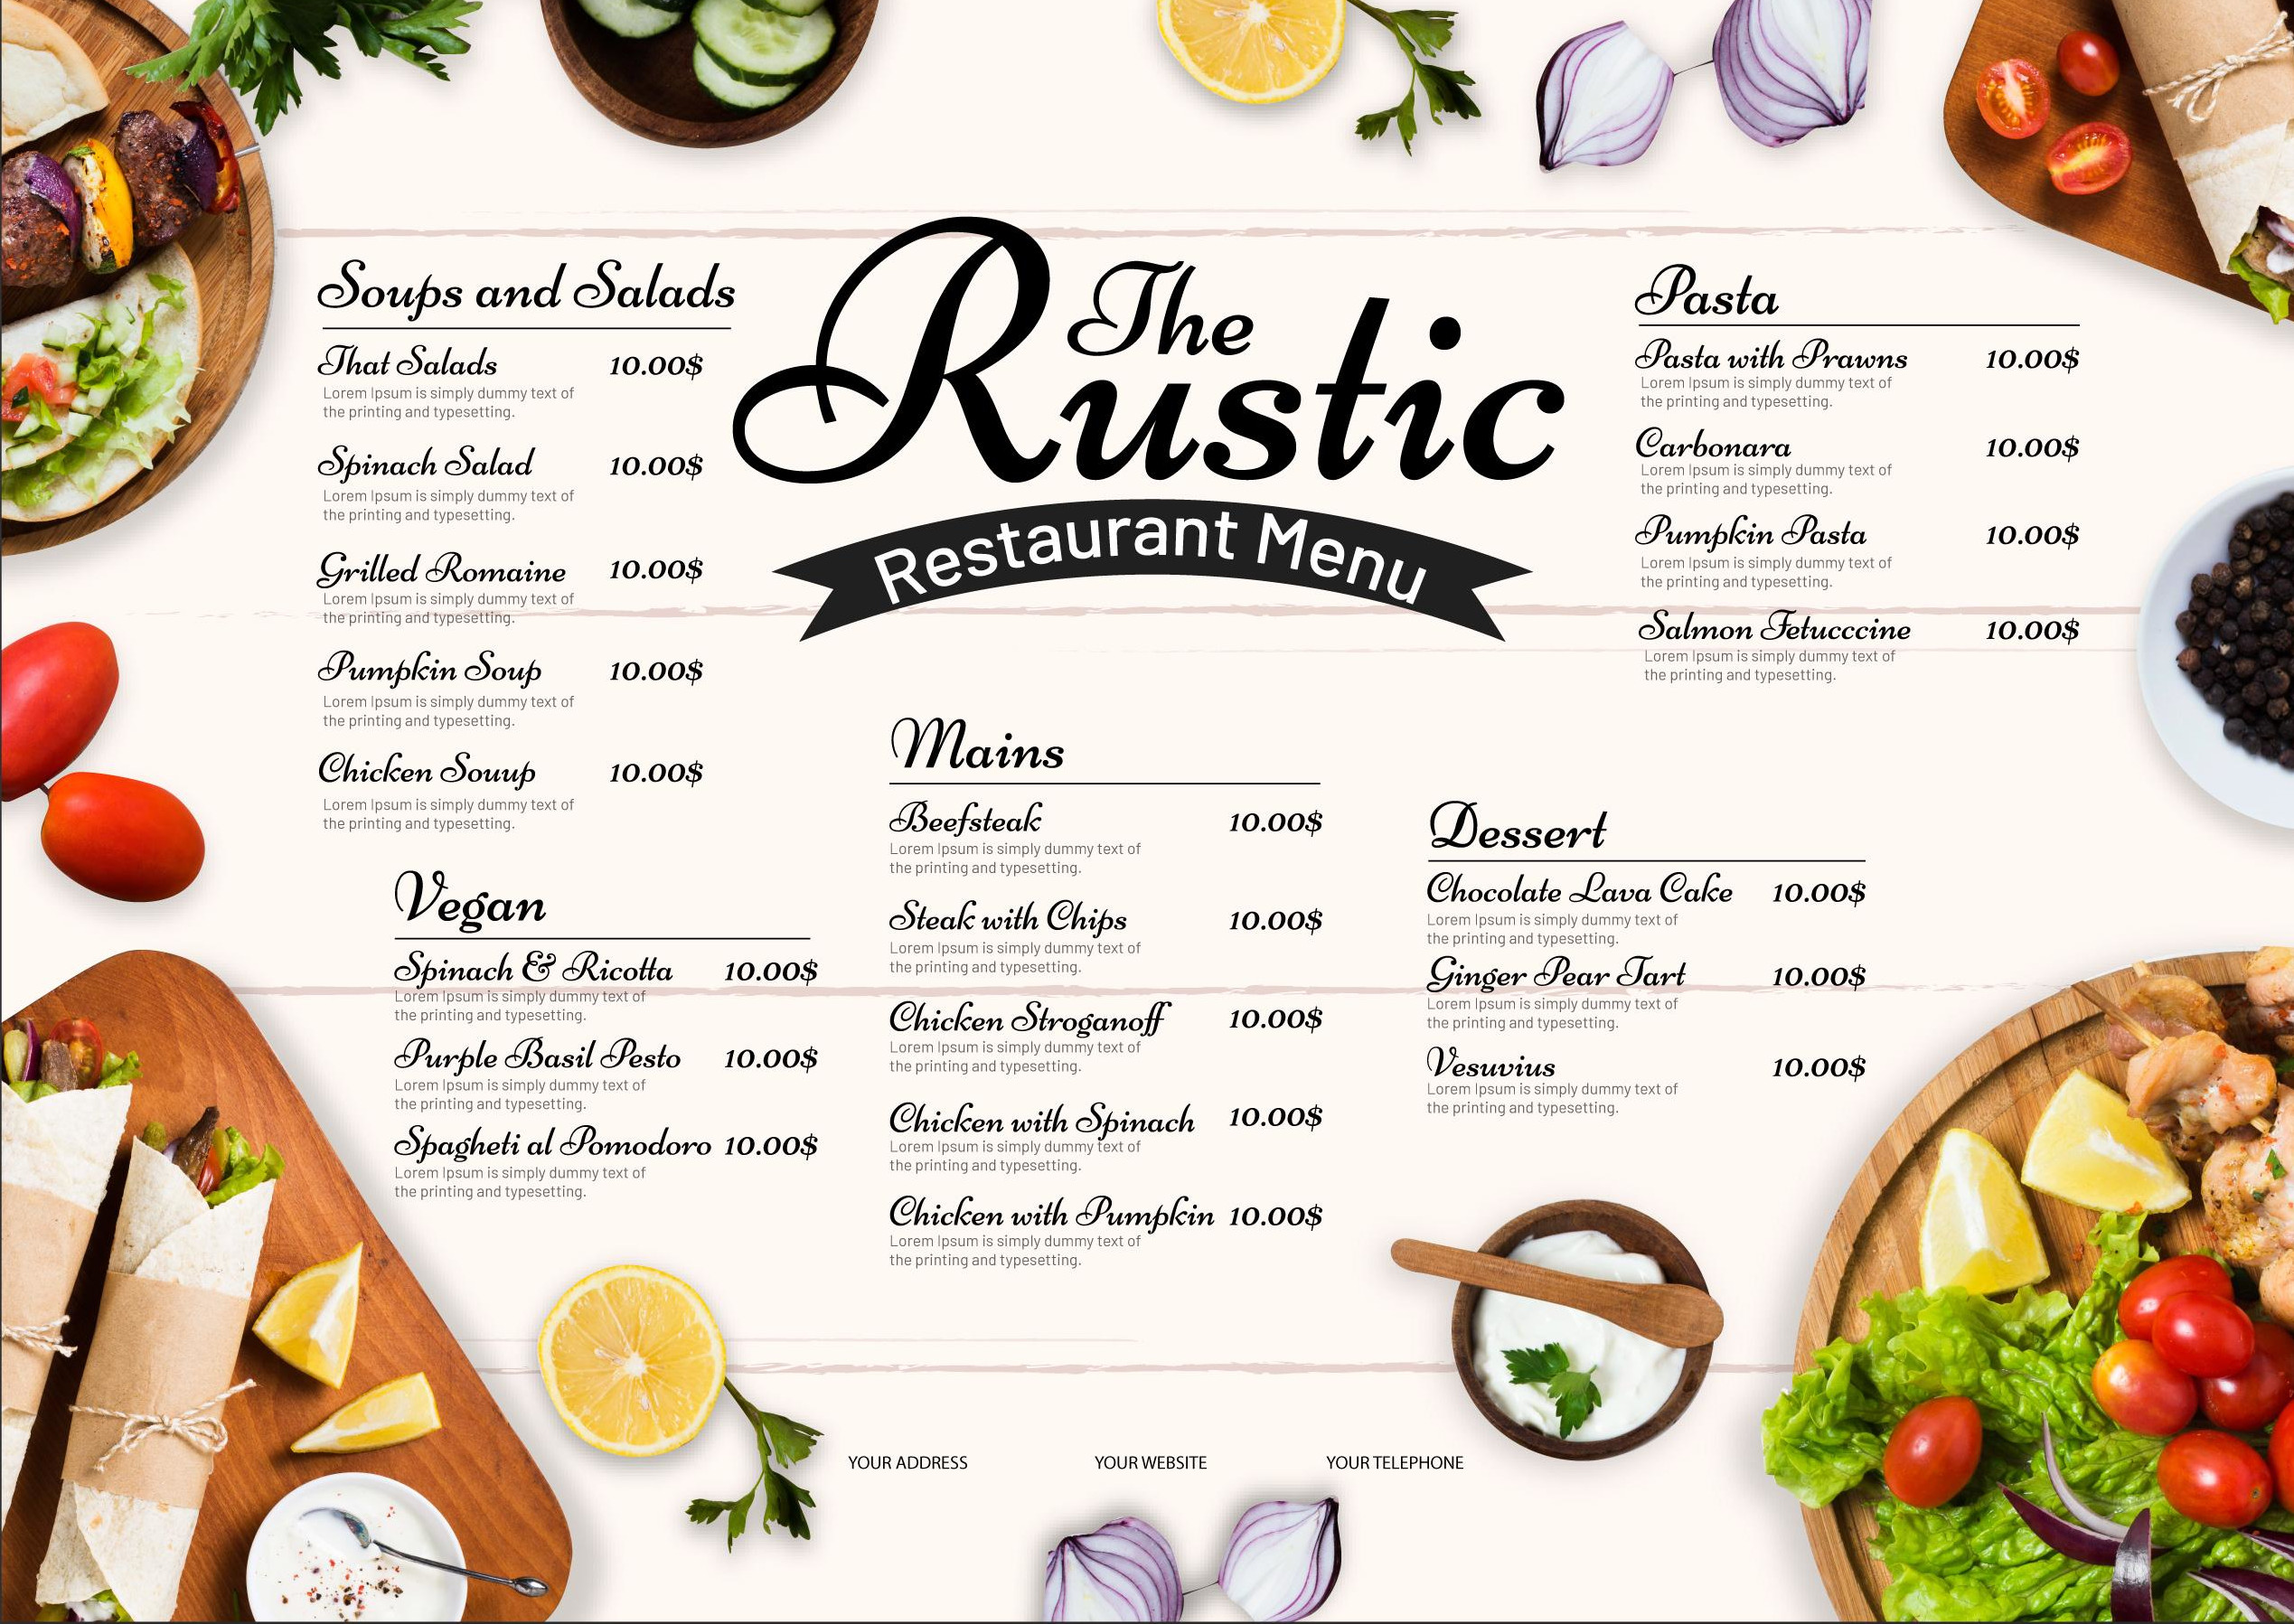 The
Rustic
Restaurant Menu
Soups and Salads
That Salads 10.00$
Lorem Ipsum is simply dummy text of
the printing and typesetting.
Spinach Salad 10.00$
Lorem Ipsum is simply dummy text of
the printing and typesetting.
Grilled Romaine 10.00$
Lorem Ipsum is simply dummy text of
the printing and typesetting.
Pumpkin Soup 10.00$
Lorem Ipsum is simply dummy text of
the printing and typesetting.
Chicken Souup 10.00$
Lorem Ipsum is simply dummy text of
the printing and typesetting.
Vegan
Spinach & Ricotta 10.00$
Lorem Ipsum is simply dummy text of
the printing and typesetting.
Purple Basil Pesto 10.00$
Lorem Ipsum is simply dummy text of
the printing and typesetting.
Spagheti al Pomodoro 10.00$
Lorem Ipsum is simply dummy text of
the printing and typesetting.
Mains
Beefsteak 10.00$
Lorem Ipsum is simply dummy text of
the printing and typesetting.
Steak with Chips 10.00$
Lorem Ipsum is simply dummy text of
the printing and typesetting.
Chicken Stroganoff 10.00$
Lorem Ipsum is simply dummy text of
the printing and typesetting.
Chicken with Spinach 10.00$
Lorem Ipsum is simply dummy text of
the printing and typesetting.
Chicken with Pumpkin 10.00$
Lorem Ipsum is simply dummy text of
the printing and typesetting.
Pasta
Pasta with Prawns 10.00$
Lorem Ipsum is simply dummy text of
the printing and typesetting.
Carbonara 10.00$
Lorem Ipsum is simply dummy text of
the printing and typesetting.
Pumpkin Pasta 10.00$
Lorem Ipsum is simply dummy text of
the printing and typesetting.
Salmon Fetucccine 10.00$
Lorem Ipsum is simply dummy text of
the printing and typesetting.
Dessert
Chocolate Lava Cake 10.00$
Lorem Ipsum is simply dummy text of
the printing and typesetting.
Ginger Pear Tart 10.00$
Lorem Ipsum is simply dummy text of
the printing and typesetting.
Vesuvius 10.00$
Lorem Ipsum is simply dummy text of
the printing and typesetting.
YOUR ADDRESS YOUR WEBSITE YOUR TELEPHONE